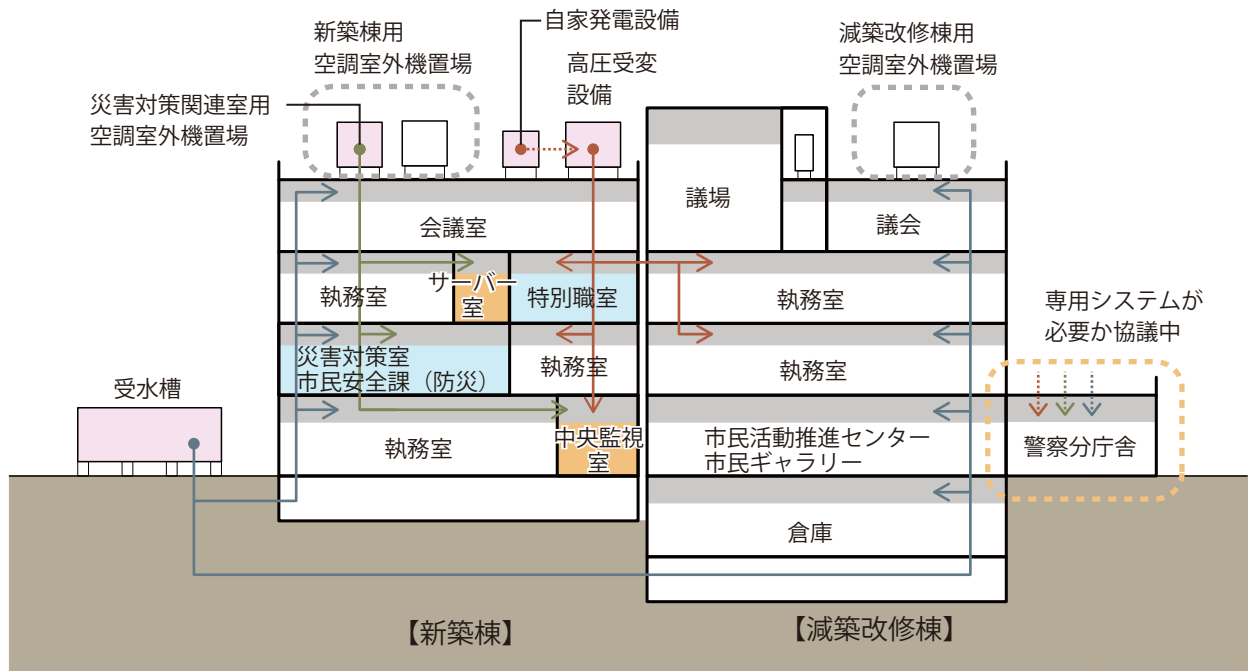 新築棟用
空調室外機置場
自家発電設備
高圧受変
設備
減築改修棟用
空調室外機置場
災害対策関連室用
空調室外機置場
議場
議会
会議室
執務室
サーバー
室
特別職室
執務室
専用システムが
必要か協議中
災害対策室
市民安全課（防災）
執務室
執務室
受水槽
執務室
中央監視
室
市民活動推進センター
市民ギャラリー
警察分庁舎
倉庫
【新築棟】
【減築改修棟】